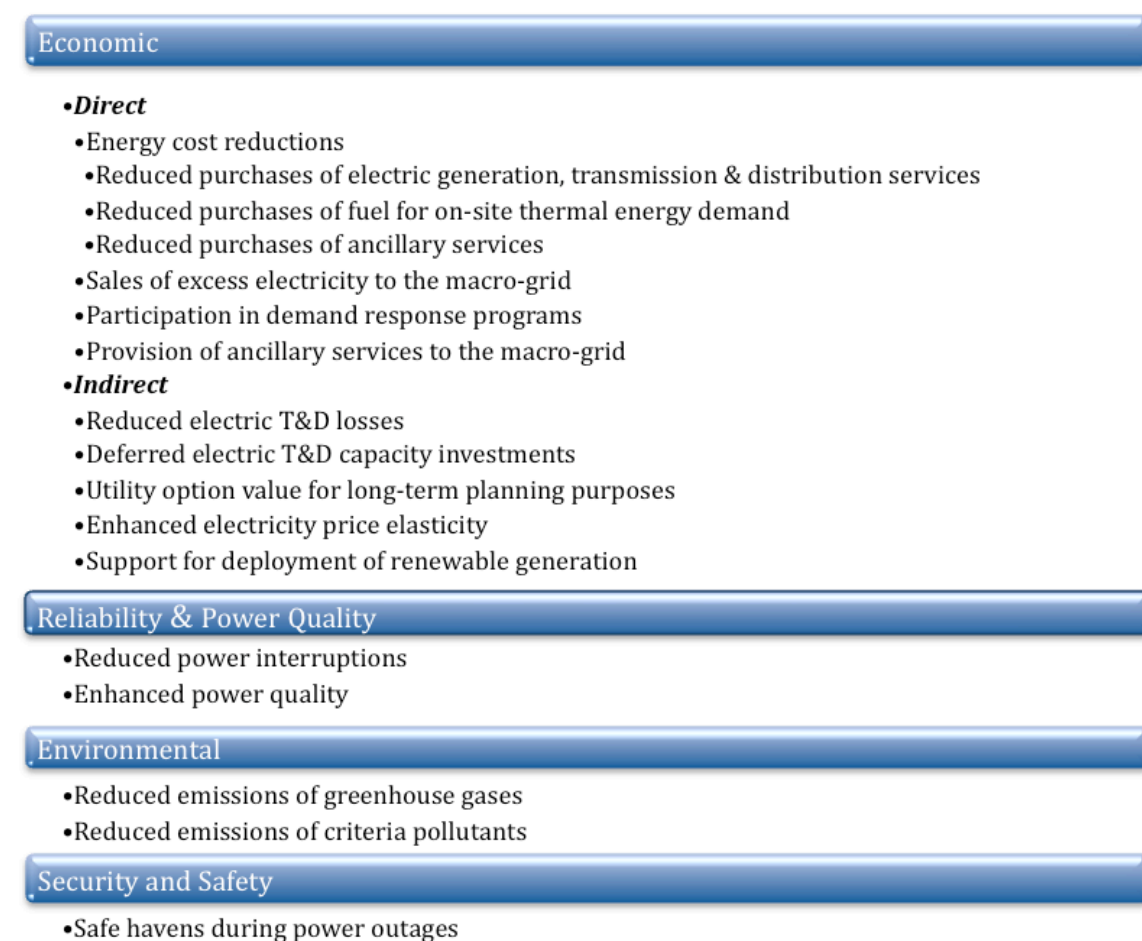 Economic
•Direct
•Energy cost reductions
•Reduced purchases of electric generation, transmission & distribution services
•Reduced purchases of fuel for on-site thermal energy demand
•Reduced purchases of ancillary services
•Sales of excess electricity to the macro-grid
•Participation in demand response programs
•Provision of ancillary services to the macro-grid
•Indirect
•Reduced electric T&D losses
•Deferred electric T&D capacity investments
•Utility option value for long-term planning purposes
•Enhanced electricity price elasticity
•Support for deployment of renewable generation
Reliability & Power Quality
•Reduced power interruptions
•Enhanced power quality
Environmental
•Reduced emissions of greenhouse gases
•Reduced emissions of criteria pollutants
Security and Safety
•Safe havens during power outages